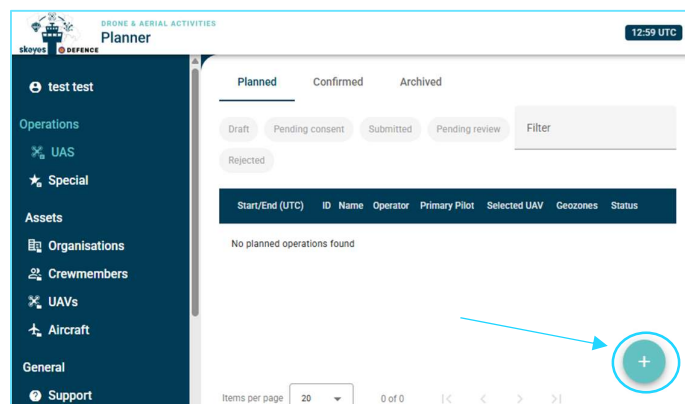 DRONE & AERIAL ACTIVITIES
Planner
skeyes DEFENCE
12:59 UTC
test test
Operations
UAS
Special
Assets
Organisations
Crewmembers
UAVs
Aircraft
General
Support
Planned Confirmed Archived
Draft Pending consent Submitted Pending review Filter
Rejected
Start/End (UTC) ID Name Operator Primary Pilot Selected UAV Geozones Status
No planned operations found
+
Items per page 20 0 of 0 |< < > >|